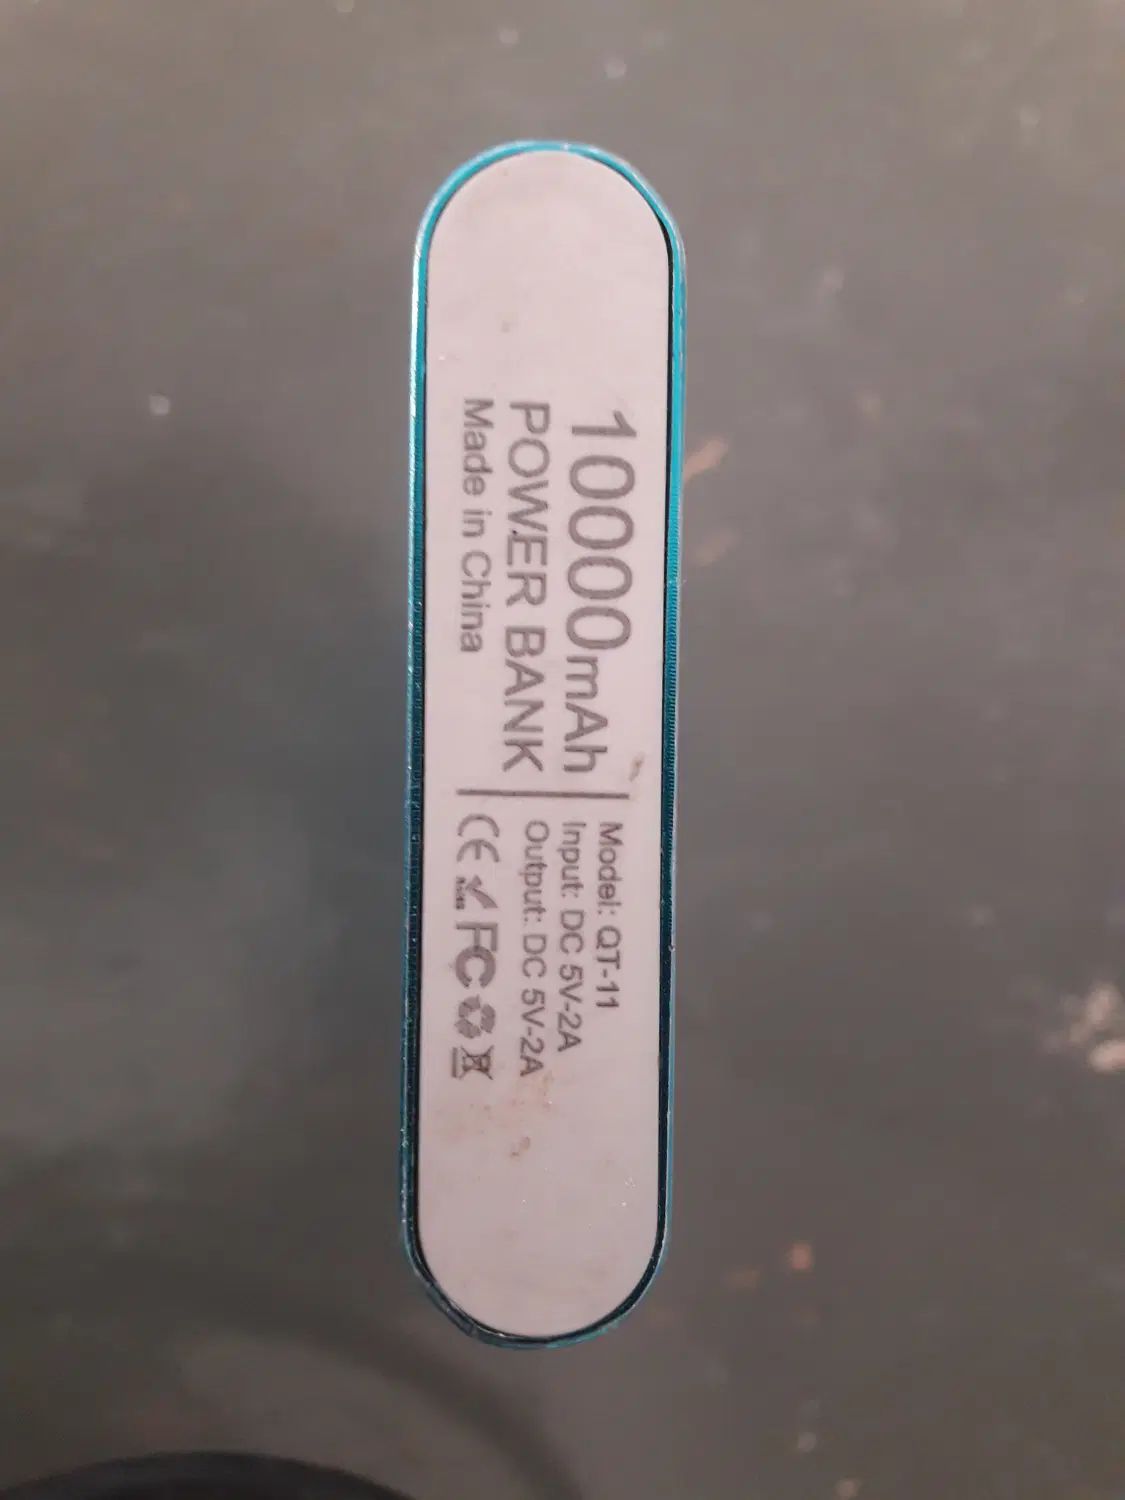 10000mAh
POWER BANK
Made in China
Model: QT-11
Input: DC 5V-2A
Output: DC 5V-2A
CE FC